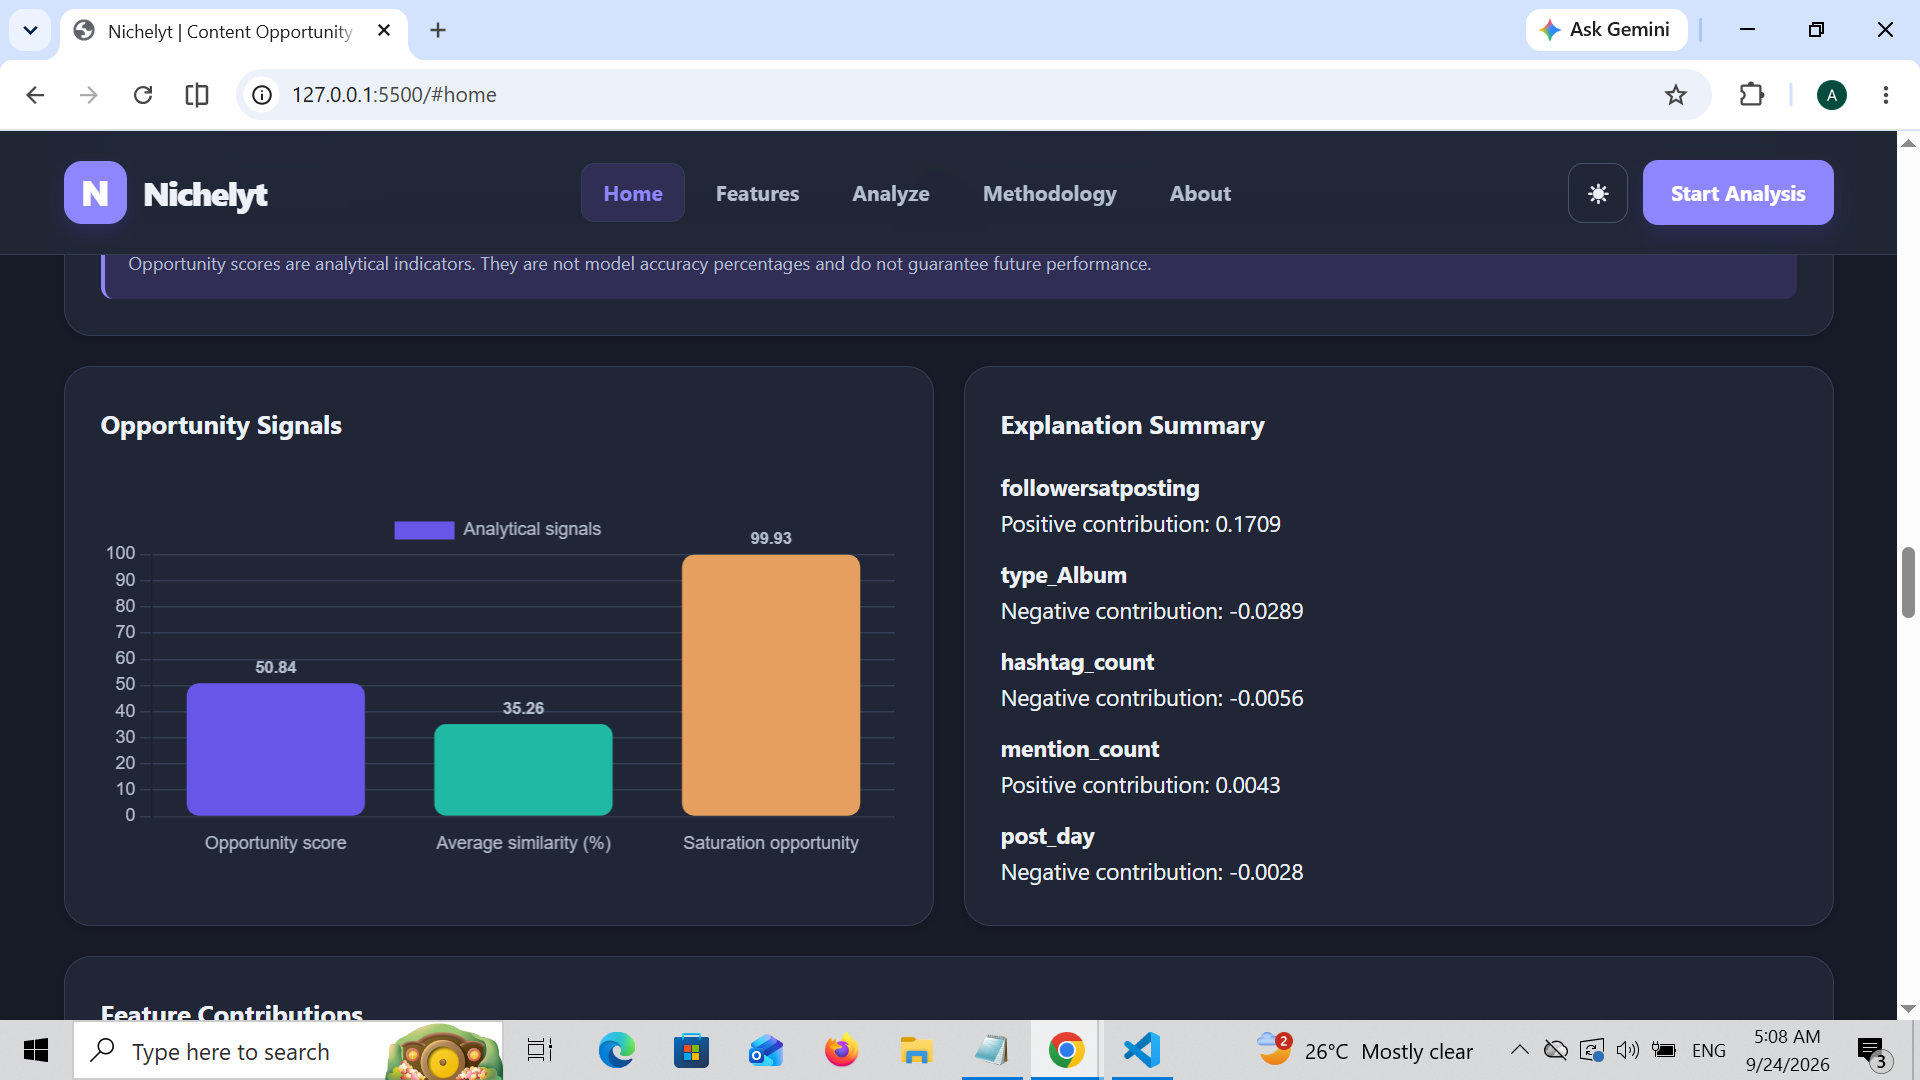 Nichelyt | Content Opportunity
Ask Gemini
127.0.0.1:5500/#home
A
N
Nichelyt
Home
Features
Analyze
Methodology
About
Start Analysis
Opportunity scores are analytical indicators. They are not model accuracy percentages and do not guarantee future performance.
Opportunity Signals
Analytical signals
100
90
80
70
60
50
40
30
20
10
0
50.84
35.26
99.93
Opportunity score
Average similarity (%)
Saturation opportunity
Explanation Summary
followersatposting
Positive contribution: 0.1709
type_Album
Negative contribution: -0.0289
hashtag_count
Negative contribution: -0.0056
mention_count
Positive contribution: 0.0043
post_day
Negative contribution: -0.0028
Feature Contributions
Type here to search
2
26°C Mostly clear
ENG
5:08 AM
9/24/2026
3